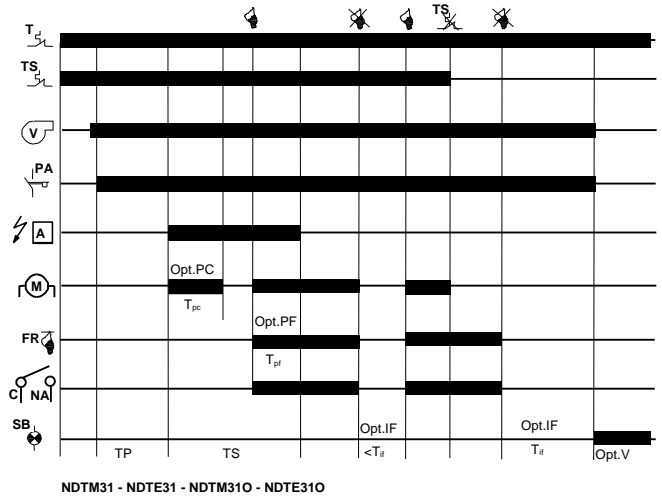 TS
T
TS
V
PA
A
Opt.PC
M
Tpc
Opt.PF
FR
Tpf
C NA
SB
Opt.IF
Opt.IF
TP TS <Tif Tif Opt.V
NDTM31 - NDTE31 - NDTM31O - NDTE31O